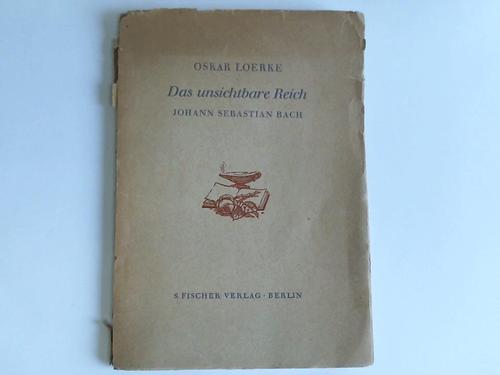 OSKAR LOERKE
Das unsichtbare Reich
JOHANN SEBASTIAN BACH
S. FISCHER VERLAG · BERLIN